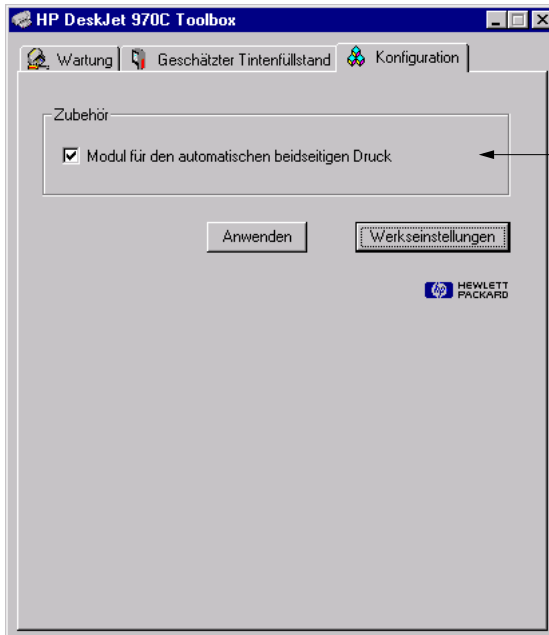 HP DeskJet 970C Toolbox
Wartung
Geschätzter Tintenfüllstand
Konfiguration
Zubehör
Modul für den automatischen beidseitigen Druck
Anwenden
Werkseinstellungen
hp HEWLETT
PACKARD